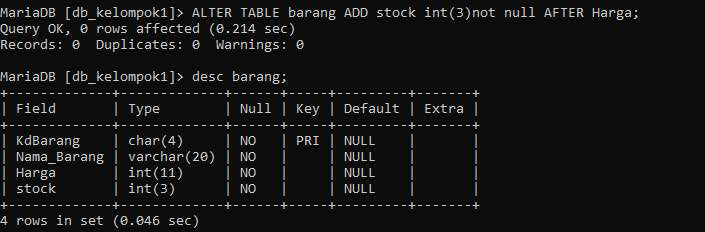 MariaDB [db_kelompok1]> ALTER TABLE barang ADD stock int(3)not null AFTER Harga;
Query OK, 0 rows affected (0.214 sec)
Records: 0  Duplicates: 0  Warnings: 0

MariaDB [db_kelompok1]> desc barang;
+-------------+-------------+------+-----+---------+-------+
| Field       | Type        | Null | Key | Default | Extra |
+-------------+-------------+------+-----+---------+-------+
| KdBarang    | char(4)     | NO   | PRI | NULL    |       |
| Nama_Barang | varchar(20) | NO   |     | NULL    |       |
| Harga       | int(11)     | NO   |     | NULL    |       |
| stock       | int(3)      | NO   |     | NULL    |       |
+-------------+-------------+------+-----+---------+-------+
4 rows in set (0.046 sec)